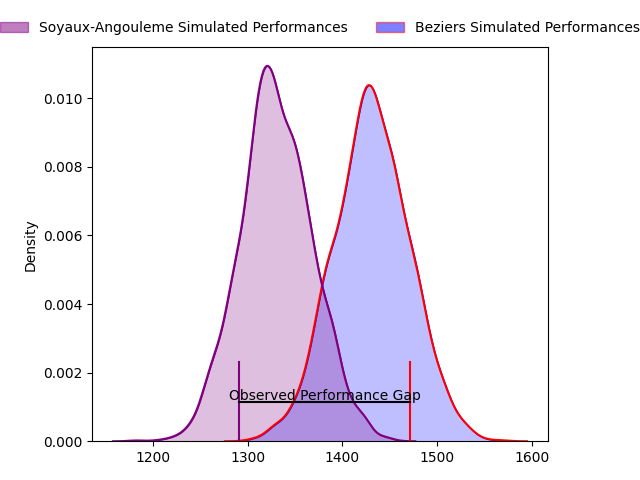 Soyaux-Angouleme Simulated Performances
Beziers Simulated Performances
0.010
0.008
0.006
0.004
0.002
0.000
Density
Observed Performance Gap
1200 1300 1400 1500 1600